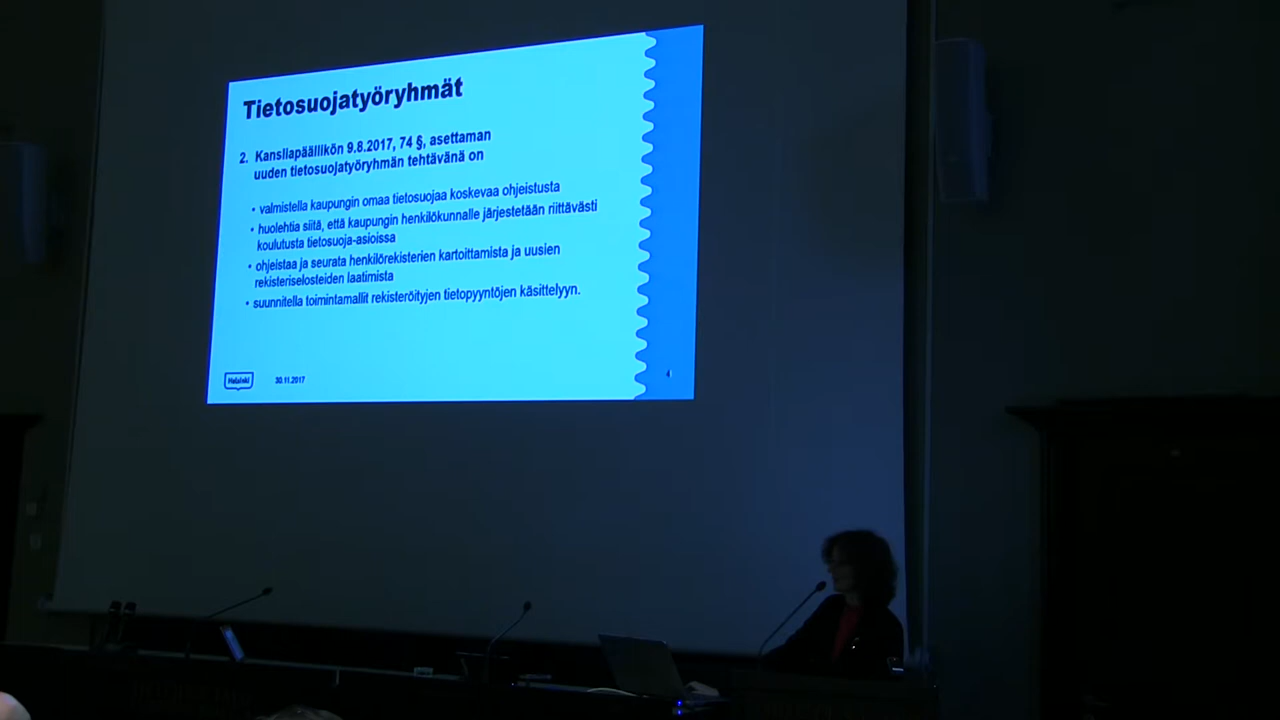 Tietosuojatyöryhmät
2. Kansliapäällikön 9.8.2017, 74 §, asettaman
uuden tietosuojatyöryhmän tehtävänä on
• valmistella kaupungin omaa tietosuojaa koskevaa ohjeistusta
• huolehtia siitä, että kaupungin henkilökunnalle järjestetään riittävästi
koulutusta tietosuoja-asioissa
• ohjeistaa ja seurata henkilörekisterien kartoittamista ja uusien
rekisteriselosteiden laatimista
• suunnitella toimintamallit rekisteröityjen tietopyyntöjen käsittelyyn.
Helsinki
30.11.2017
4